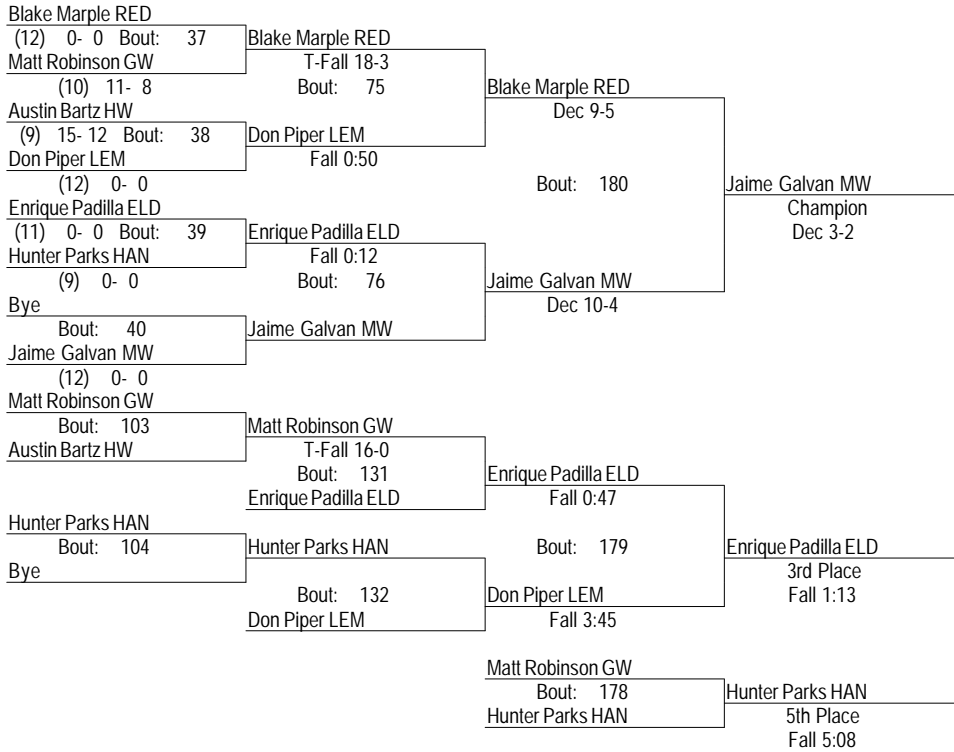 Blake Marple RED
(12) 0- 0 Bout: 37
Blake Marple RED
Matt Robinson GW
T-Fall 18-3
(10) 11- 8
Bout: 75
Blake Marple RED
Austin Bartz HW
Dec 9-5
(9) 15- 12 Bout: 38
Don Piper LEM
Don Piper LEM
Fall 0:50
(12) 0- 0
Bout: 180
Jaime Galvan MW
Enrique Padilla ELD
Champion
(11) 0- 0 Bout: 39
Enrique Padilla ELD
Dec 3-2
Hunter Parks HAN
Fall 0:12
(9) 0- 0
Bout: 76
Jaime Galvan MW
Bye
Dec 10-4
Bout: 40
Jaime Galvan MW
Jaime Galvan MW
(12) 0- 0
Matt Robinson GW
Bout: 103
Matt Robinson GW
Austin Bartz HW
T-Fall 16-0
Bout: 131
Enrique Padilla ELD
Enrique Padilla ELD
Fall 0:47
Hunter Parks HAN
Bout: 104
Hunter Parks HAN
Bout: 179
Enrique Padilla ELD
Bye
3rd Place
Bout: 132
Don Piper LEM
Fall 1:13
Don Piper LEM
Fall 3:45
Matt Robinson GW
Bout: 178
Hunter Parks HAN
Hunter Parks HAN
5th Place
Fall 5:08